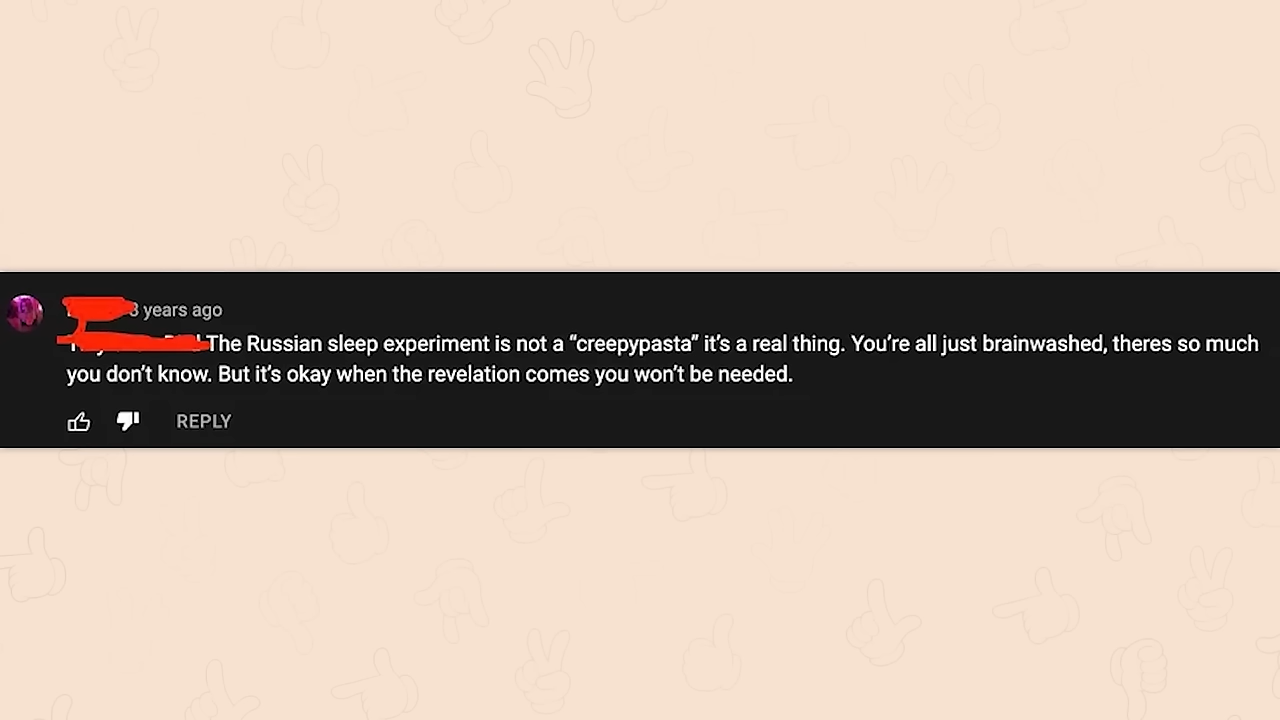 3 years ago
The Russian sleep experiment is not a “creepypasta” it’s a real thing. You’re all just brainwashed, theres so much
you don’t know. But it’s okay when the revelation comes you won’t be needed.
REPLY